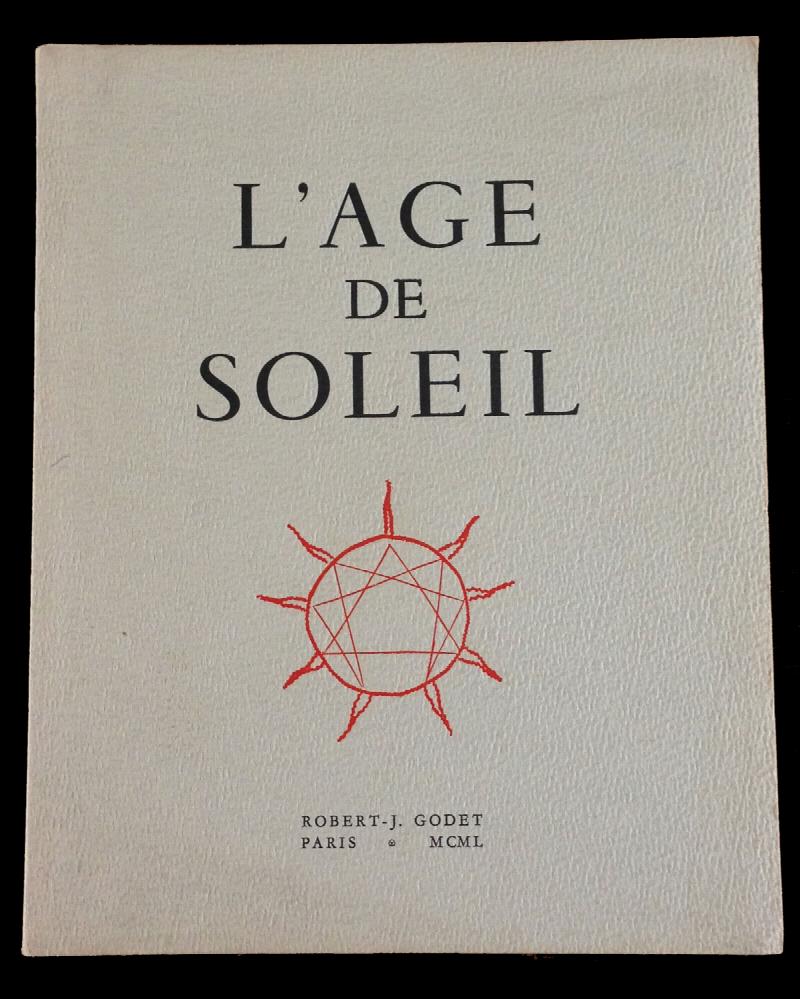 L'AGE
DE
SOLEIL
ROBERT-J. GODET
PARIS MCML